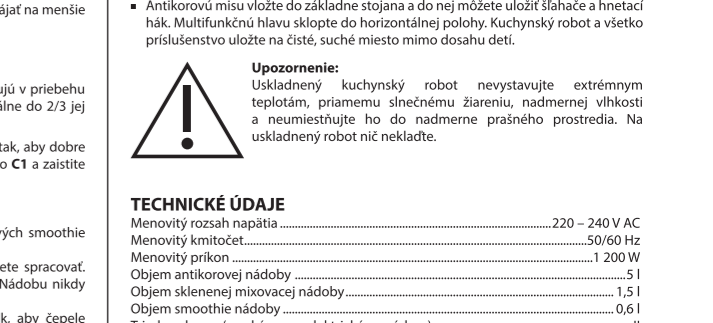 ájať na menšie
ujú v priebehu
álne do 2/3 jej
tak, aby dobre
o C1 a zaistite
vých smoothie
ete spracovať.
Nádobu nikdy
k, aby čepele
▪ Antikorovú misu vložte do základne stojana a do nej môžete uložiť šľahače a hnetací
hák. Multifunkčnú hlavu sklopte do horizontálnej polohy. Kuchynský robot a všetko
príslušenstvo uložte na čisté, suché miesto mimo dosahu detí.
Upozornenie:
Uskladnený kuchynský robot nevystavujte extrémnym
teplotám, priamemu slnečnému žiareniu, nadmernej vlhkosti
a neumiestňujte ho do nadmerne prašného prostredia. Na
uskladnený robot nič neklaďte.
TECHNICKÉ ÚDAJE
Menovitý rozsah napätia ... 220 – 240 V AC
Menovitý kmitočet ... 50/60 Hz
Menovitý príkon ... 1 200 W
Objem antikorovej nádoby ... 5 l
Objem sklenenej mixovacej nádoby ... 1,5 l
Objem smoothie nádoby ... 0,6 l